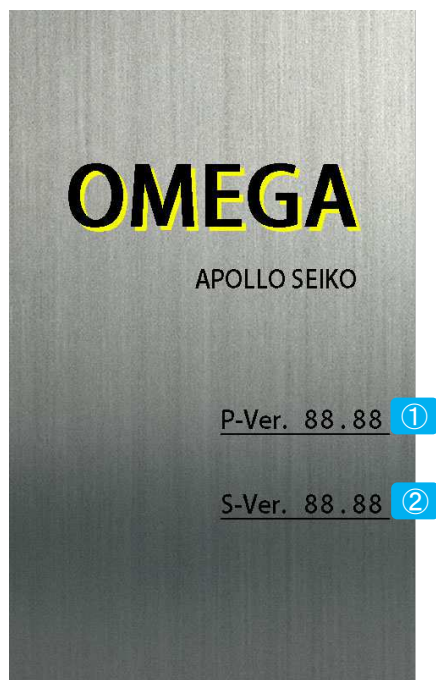 OMEGA
APOLLO SEIKO
P-Ver. 88.88 ①
S-Ver. 88.88 ②